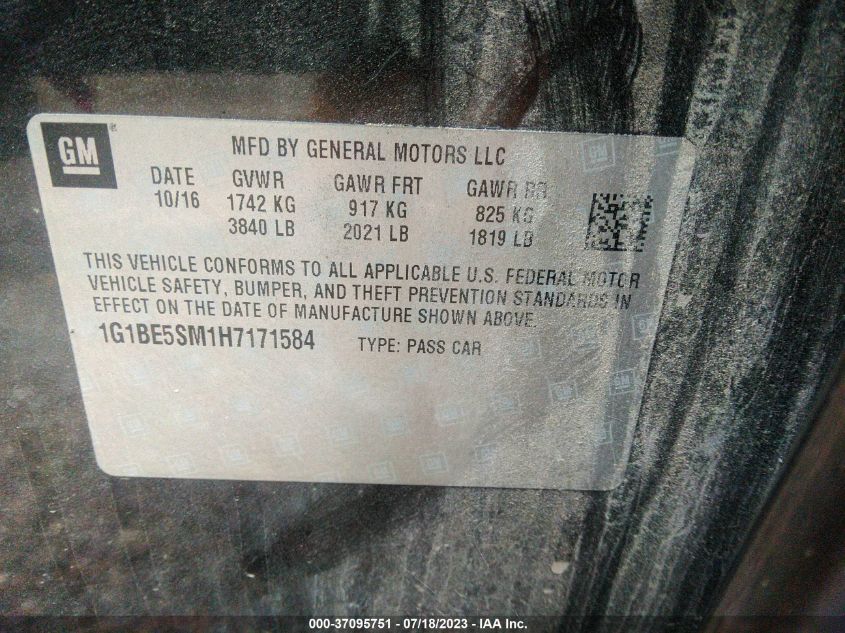 GM
MFD BY GENERAL MOTORS LLC
DATE GVWR GAWR FRT GAWR RR
10/16 1742 KG 917 KG 825 KG
3840 LB 2021 LB 1819 LB
THIS VEHICLE CONFORMS TO ALL APPLICABLE U.S. FEDERAL MOTOR
VEHICLE SAFETY, BUMPER, AND THEFT PREVENTION STANDARDS IN
EFFECT ON THE DATE OF MANUFACTURE SHOWN ABOVE.
1G1BE5SM1H7171584 TYPE: PASS CAR
000-37095751 - 07/18/2023 - IAA Inc.